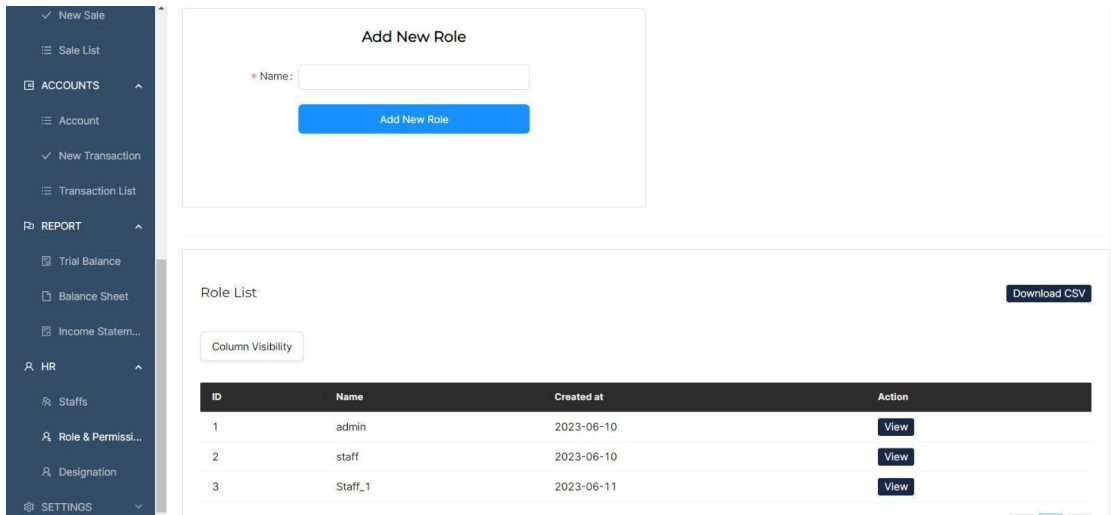 New Sale
Sale List
ACCOUNTS
Account
New Transaction
Transaction List
REPORT
Trial Balance
Balance Sheet
Income Statem...
HR
Staffs
Role & Permissi...
Designation
SETTINGS
Add New Role
* Name:
Add New Role
Role List
Download CSV
Column Visibility
ID Name Created at Action
1 admin 2023-06-10 View
2 staff 2023-06-10 View
3 Staff_1 2023-06-11 View